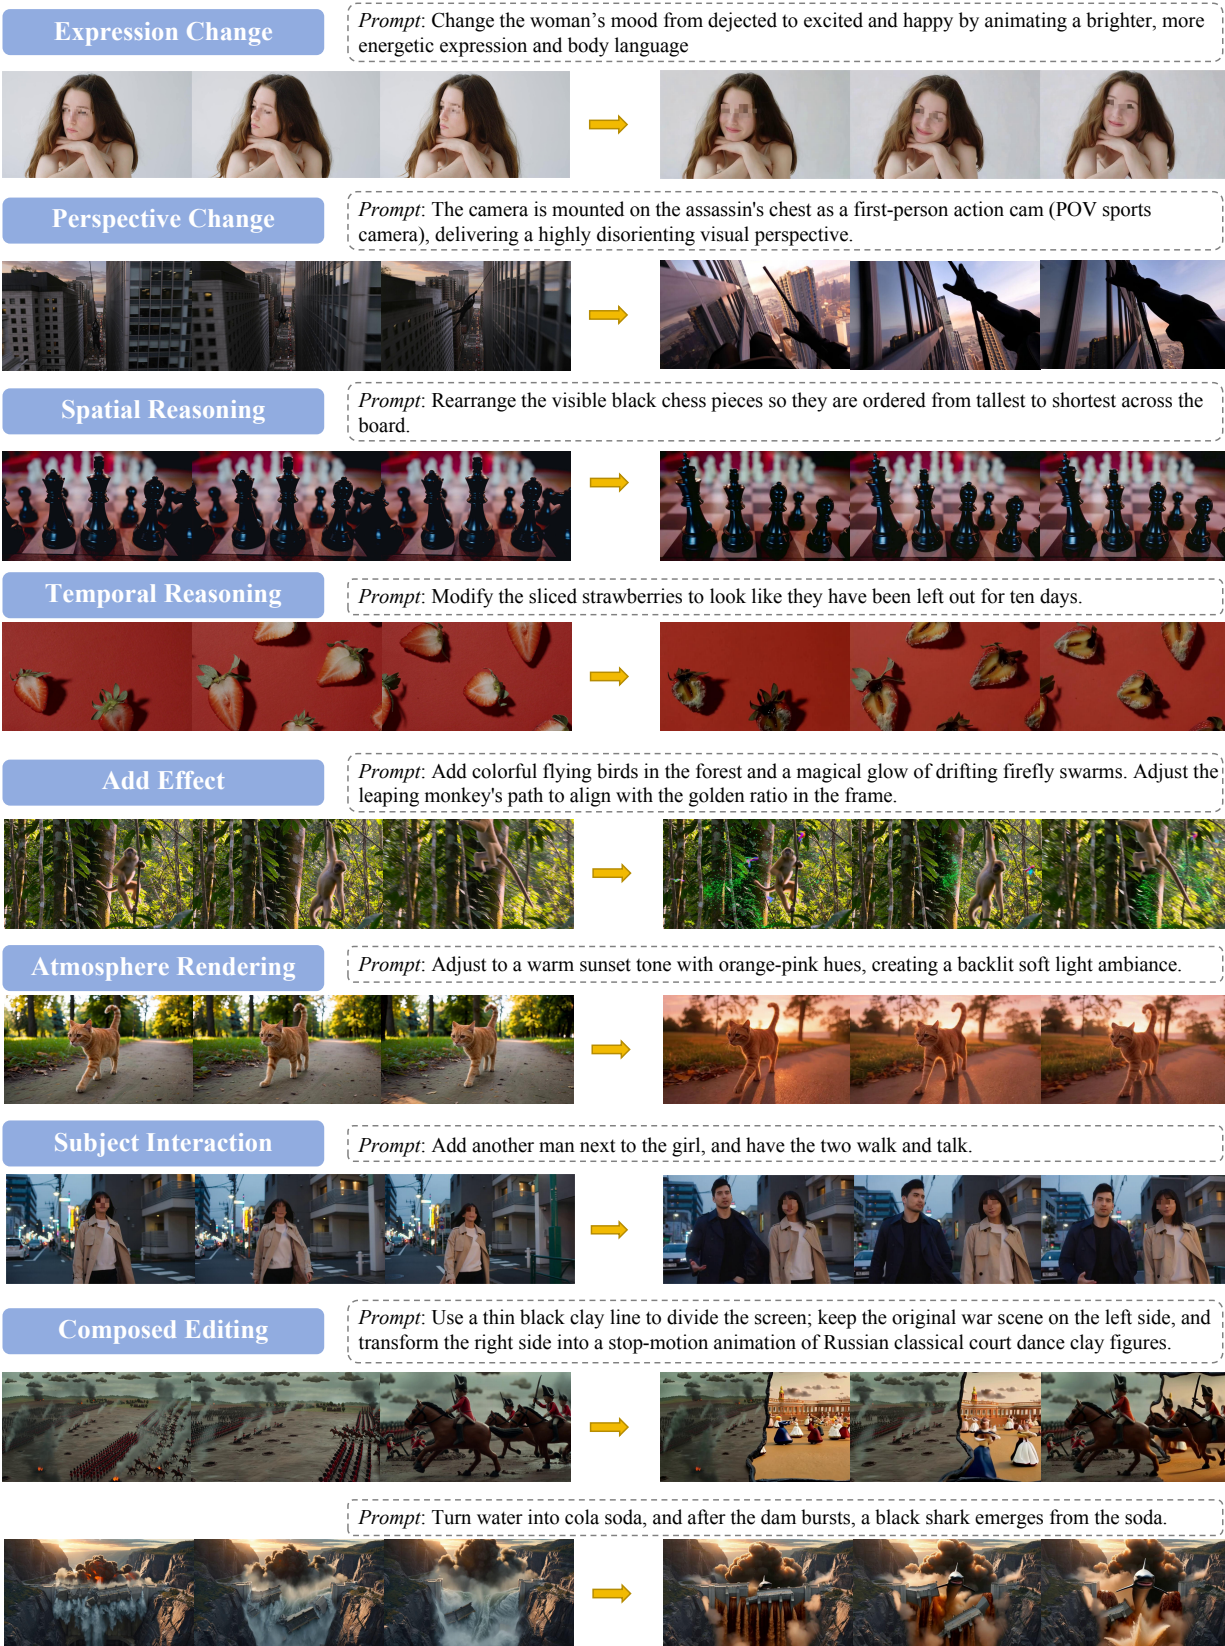 Expression Change
Prompt: Change the woman's mood from dejected to excited and happy by animating a brighter, more
energetic expression and body language
Perspective Change
Prompt: The camera is mounted on the assassin's chest as a first-person action cam (POV sports
camera), delivering a highly disorienting visual perspective.
Spatial Reasoning
Prompt: Rearrange the visible black chess pieces so they are ordered from tallest to shortest across the
board.
Temporal Reasoning
Prompt: Modify the sliced strawberries to look like they have been left out for ten days.
Add Effect
Prompt: Add colorful flying birds in the forest and a magical glow of drifting firefly swarms. Adjust the
leaping monkey's path to align with the golden ratio in the frame.
Atmosphere Rendering
Prompt: Adjust to a warm sunset tone with orange-pink hues, creating a backlit soft light ambiance.
Subject Interaction
Prompt: Add another man next to the girl, and have the two walk and talk.
Composed Editing
Prompt: Use a thin black clay line to divide the screen; keep the original war scene on the left side, and
transform the right side into a stop-motion animation of Russian classical court dance clay figures.
Prompt: Turn water into cola soda, and after the dam bursts, a black shark emerges from the soda.